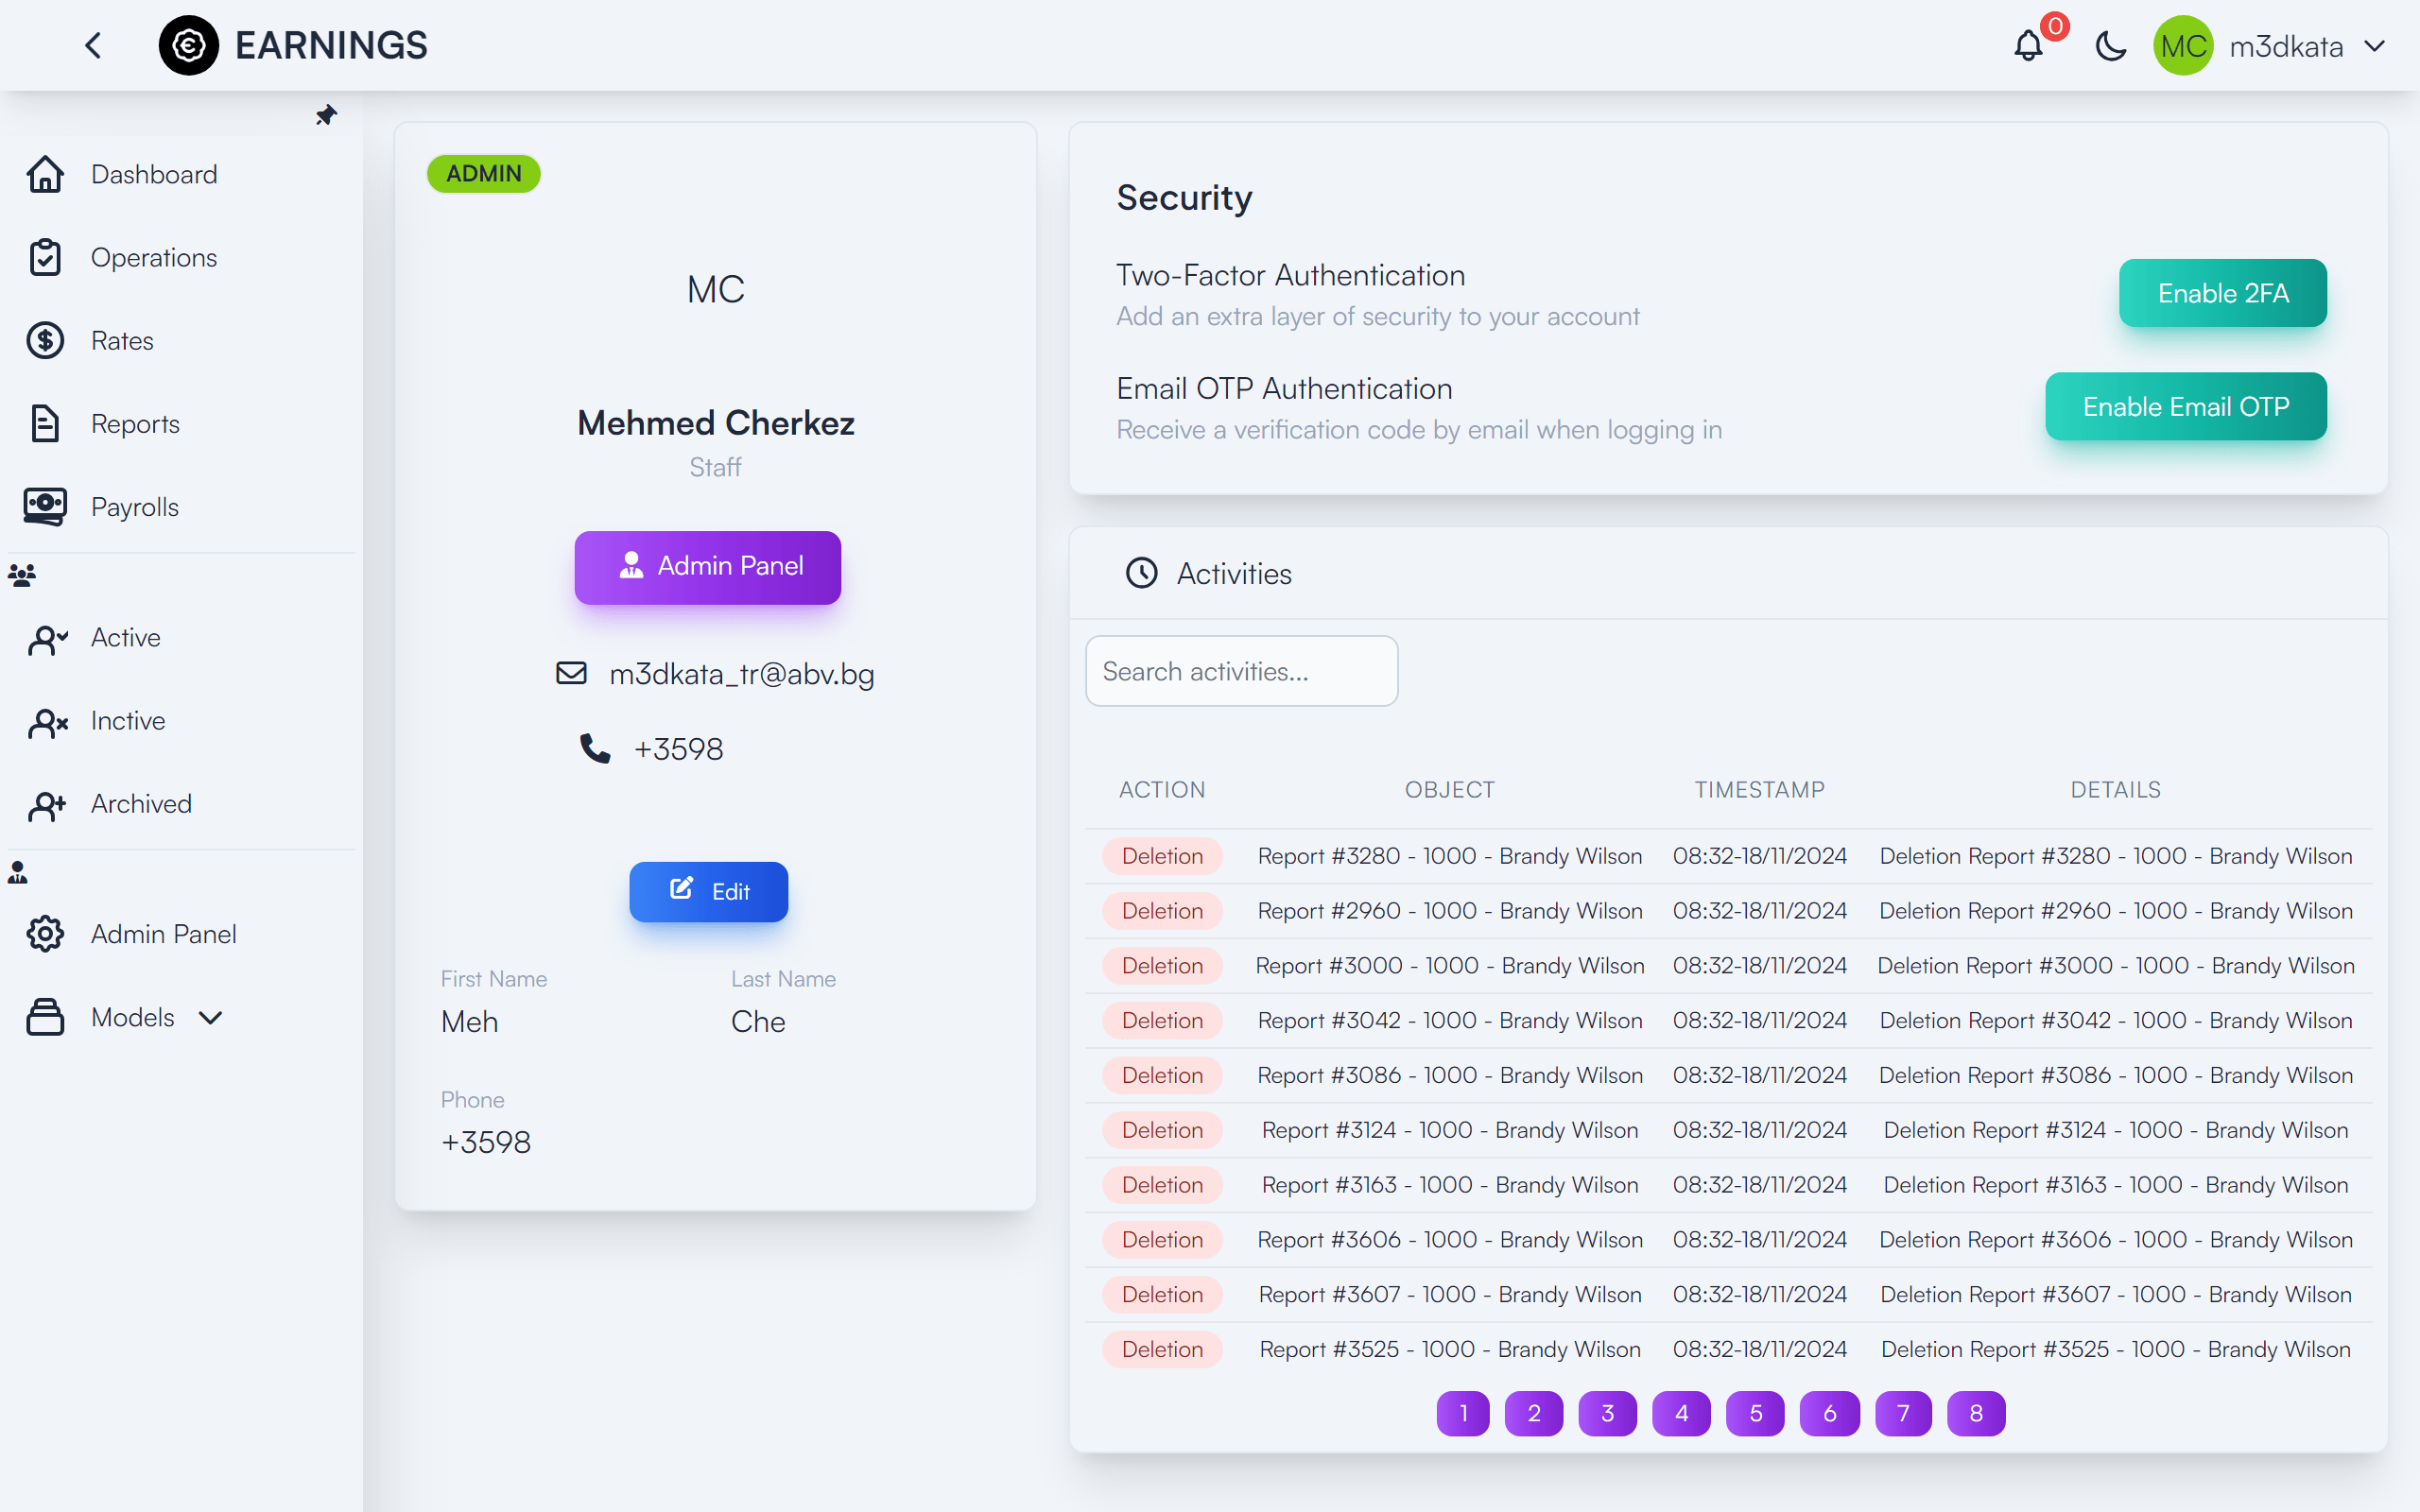 EARNINGS
0
MC
m3dkata
Dashboard
Operations
Rates
Reports
Payrolls
Active
Inctive
Archived
Admin Panel
Models
ADMIN
MC
Mehmed Cherkez
Staff
Admin Panel
m3dkata_tr@abv.bg
+3598
Edit
First Name
Last Name
Meh
Che
Phone
+3598
Security
Two-Factor Authentication
Add an extra layer of security to your account
Enable 2FA
Email OTP Authentication
Receive a verification code by email when logging in
Enable Email OTP
Activities
Search activities...
ACTION OBJECT TIMESTAMP DETAILS
Deletion Report #3280 - 1000 - Brandy Wilson 08:32-18/11/2024 Deletion Report #3280 - 1000 - Brandy Wilson
Deletion Report #2960 - 1000 - Brandy Wilson 08:32-18/11/2024 Deletion Report #2960 - 1000 - Brandy Wilson
Deletion Report #3000 - 1000 - Brandy Wilson 08:32-18/11/2024 Deletion Report #3000 - 1000 - Brandy Wilson
Deletion Report #3042 - 1000 - Brandy Wilson 08:32-18/11/2024 Deletion Report #3042 - 1000 - Brandy Wilson
Deletion Report #3086 - 1000 - Brandy Wilson 08:32-18/11/2024 Deletion Report #3086 - 1000 - Brandy Wilson
Deletion Report #3124 - 1000 - Brandy Wilson 08:32-18/11/2024 Deletion Report #3124 - 1000 - Brandy Wilson
Deletion Report #3163 - 1000 - Brandy Wilson 08:32-18/11/2024 Deletion Report #3163 - 1000 - Brandy Wilson
Deletion Report #3606 - 1000 - Brandy Wilson 08:32-18/11/2024 Deletion Report #3606 - 1000 - Brandy Wilson
Deletion Report #3607 - 1000 - Brandy Wilson 08:32-18/11/2024 Deletion Report #3607 - 1000 - Brandy Wilson
Deletion Report #3525 - 1000 - Brandy Wilson 08:32-18/11/2024 Deletion Report #3525 - 1000 - Brandy Wilson
1 2 3 4 5 6 7 8